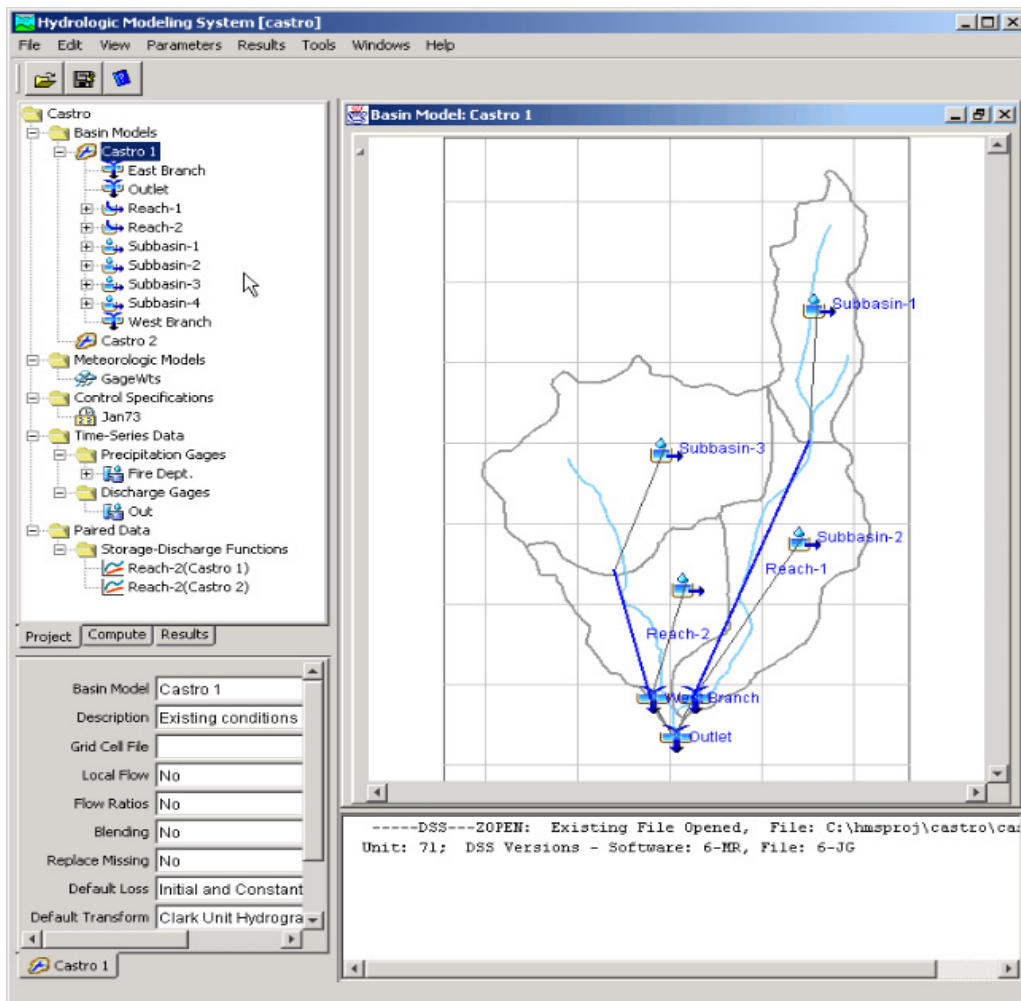 Hydrologic Modeling System [castro]
File Edit View Parameters Results Tools Windows Help
Castro
Basin Models
Castro 1
East Branch
Outlet
Reach-1
Reach-2
Subbasin-1
Subbasin-2
Subbasin-3
Subbasin-4
West Branch
Castro 2
Meteorologic Models
GageWts
Control Specifications
Jan73
Time-Series Data
Precipitation Gages
Fire Dept.
Discharge Gages
Out
Paired Data
Storage-Discharge Functions
Reach-2(Castro 1)
Reach-2(Castro 2)
Project Compute Results
Basin Model Castro 1
Description Existing conditions
Grid Cell File
Local Flow No
Flow Ratios No
Blending No
Replace Missing No
Default Loss Initial and Constant
Default Transform Clark Unit Hydrogra
Castro 1
Basin Model: Castro 1
Subbasin-1
Subbasin-3
Subbasin-2
Reach-1
Reach-2
West Branch
Outlet
-----DSS---ZOPEN: Existing File Opened, File: C:\hmsproj\castro\cas
Unit: 71; DSS Versions - Software: 6-MR, File: 6-JG